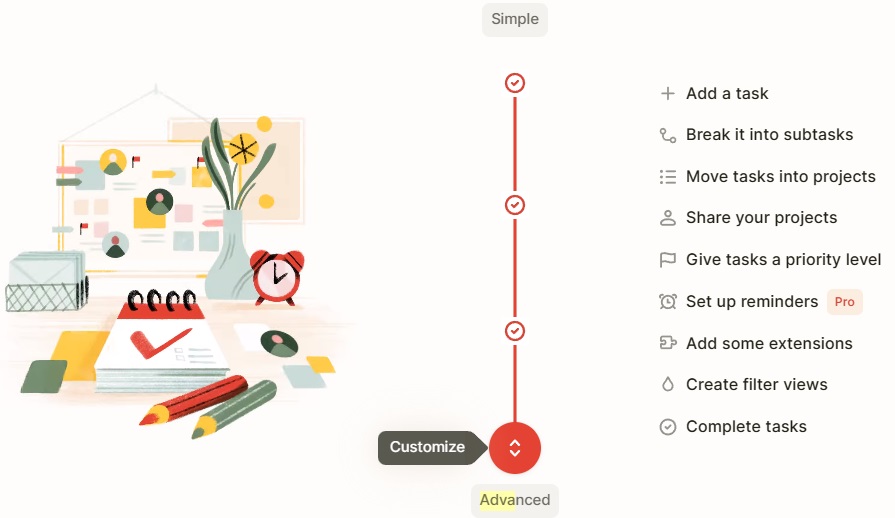 Simple
Add a task
Break it into subtasks
Move tasks into projects
Share your projects
Give tasks a priority level
Set up reminders Pro
Add some extensions
Create filter views
Complete tasks
Customize
Advanced